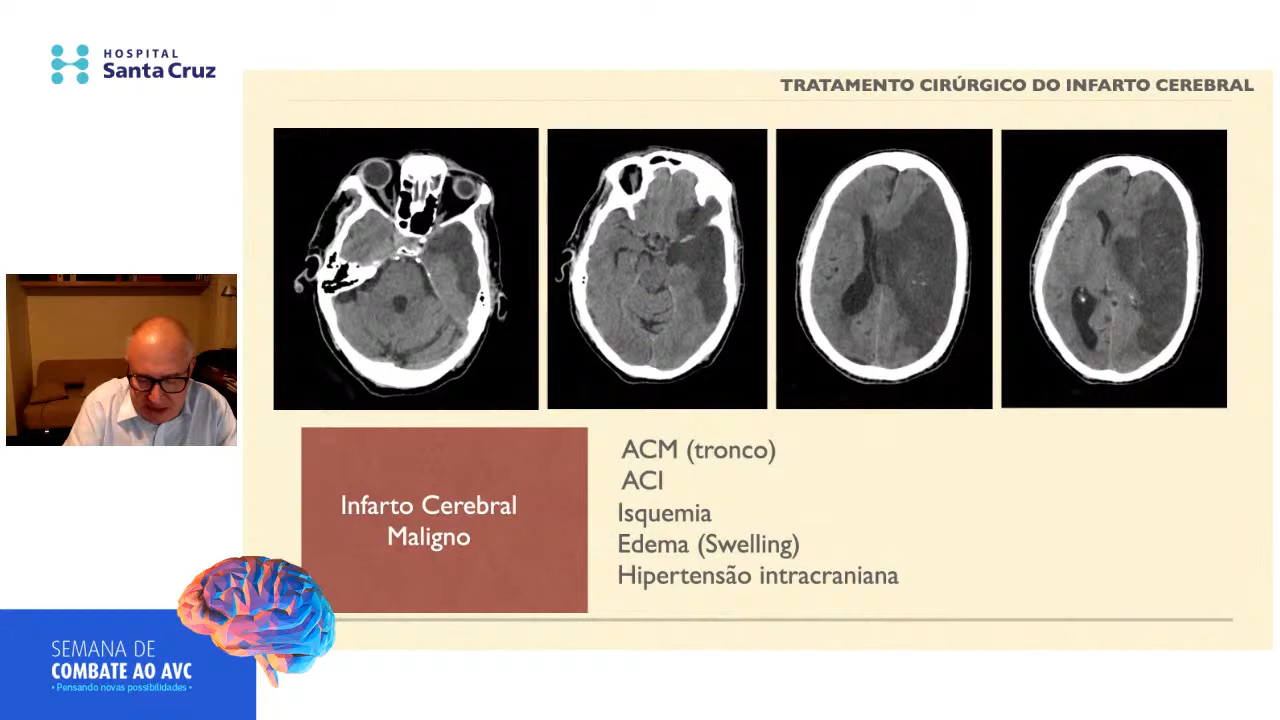 HOSPITAL
Santa Cruz
TRATAMENTO CIRÚRGICO DO INFARTO CEREBRAL
Infarto Cerebral
Maligno
ACM (tronco)
ACI
Isquemia
Edema (Swelling)
Hipertensão intracraniana
SEMANA DE
COMBATE AO AVC
• Pensando novas possibilidades •